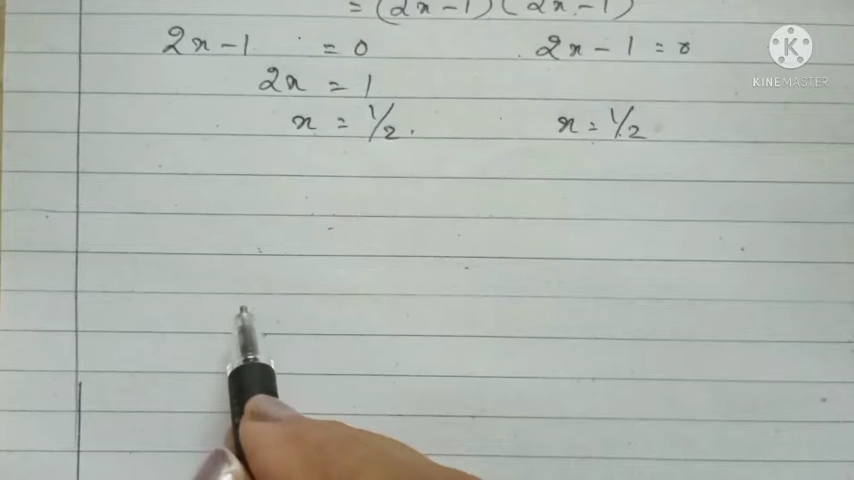 = (2x-1)(2x-1)
2x-1 = 0 2x-1 = 0
2x = 1
x = 1/2. x = 1/2
KINEMASTER